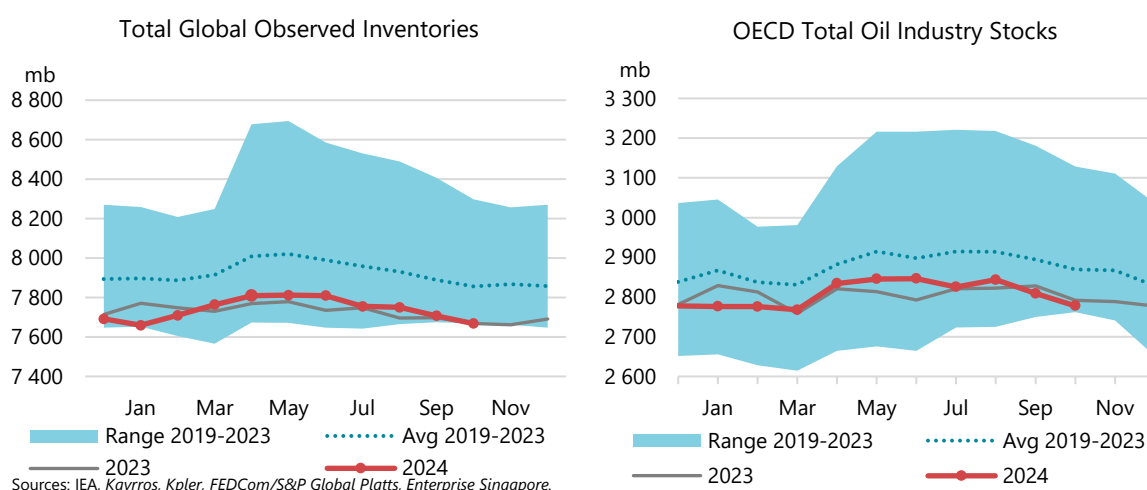 Total Global Observed Inventories
mb
8 800
8 600
8 400
8 200
8 000
7 800
7 600
7 400
Jan Mar May Jul Sep Nov
Range 2019-2023 Avg 2019-2023
2023 2024
Sources: IEA, Kayrros, Kpler, FEDCom/S&P Global Platts, Enterprise Singapore.
OECD Total Oil Industry Stocks
mb
3 300
3 200
3 100
3 000
2 900
2 800
2 700
2 600
Jan Mar May Jul Sep Nov
Range 2019-2023 Avg 2019-2023
2023 2024